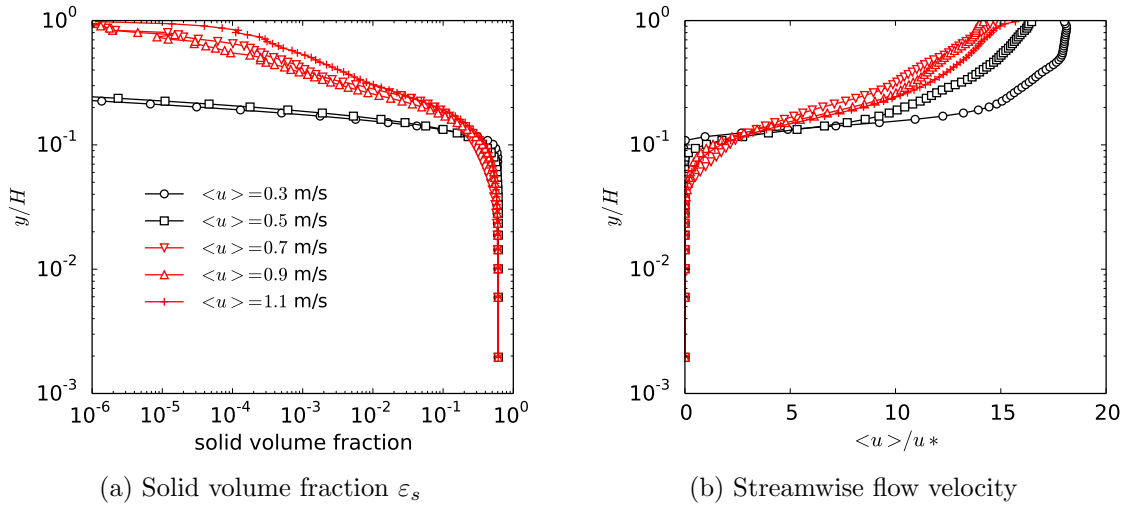 10^0
10^-1
10^-2
10^-3
y/H
<u>=0.3 m/s
<u>=0.5 m/s
<u>=0.7 m/s
<u>=0.9 m/s
<u>=1.1 m/s
10^-6 10^-5 10^-4 10^-3 10^-2 10^-1 10^0
solid volume fraction
(a) Solid volume fraction ε_s
10^0
10^-1
10^-2
10^-3
y/H
0 5 10 15 20
<u>/u*
(b) Streamwise flow velocity